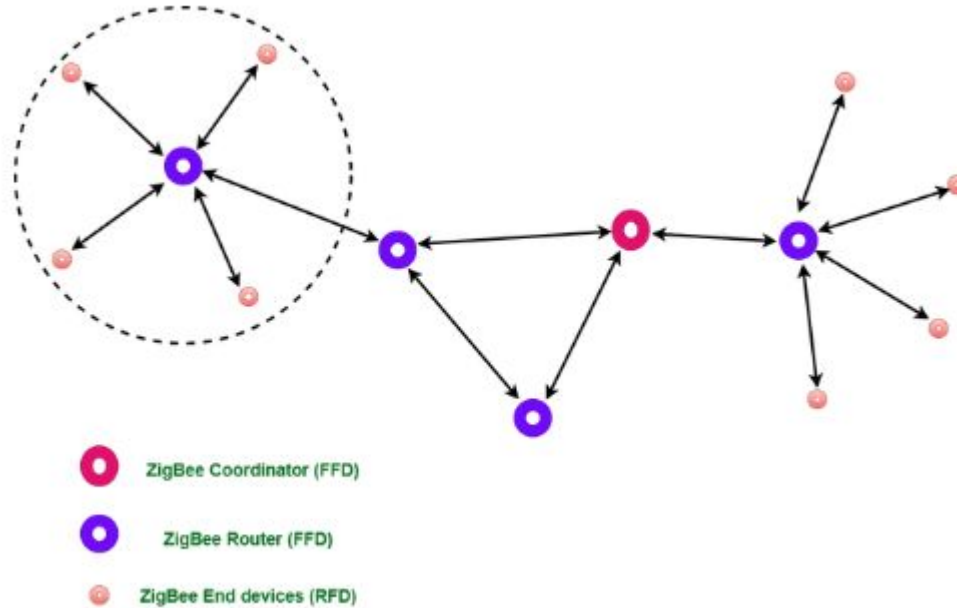 ZigBee Coordinator (FFD)
ZigBee Router (FFD)
ZigBee End devices (RFD)